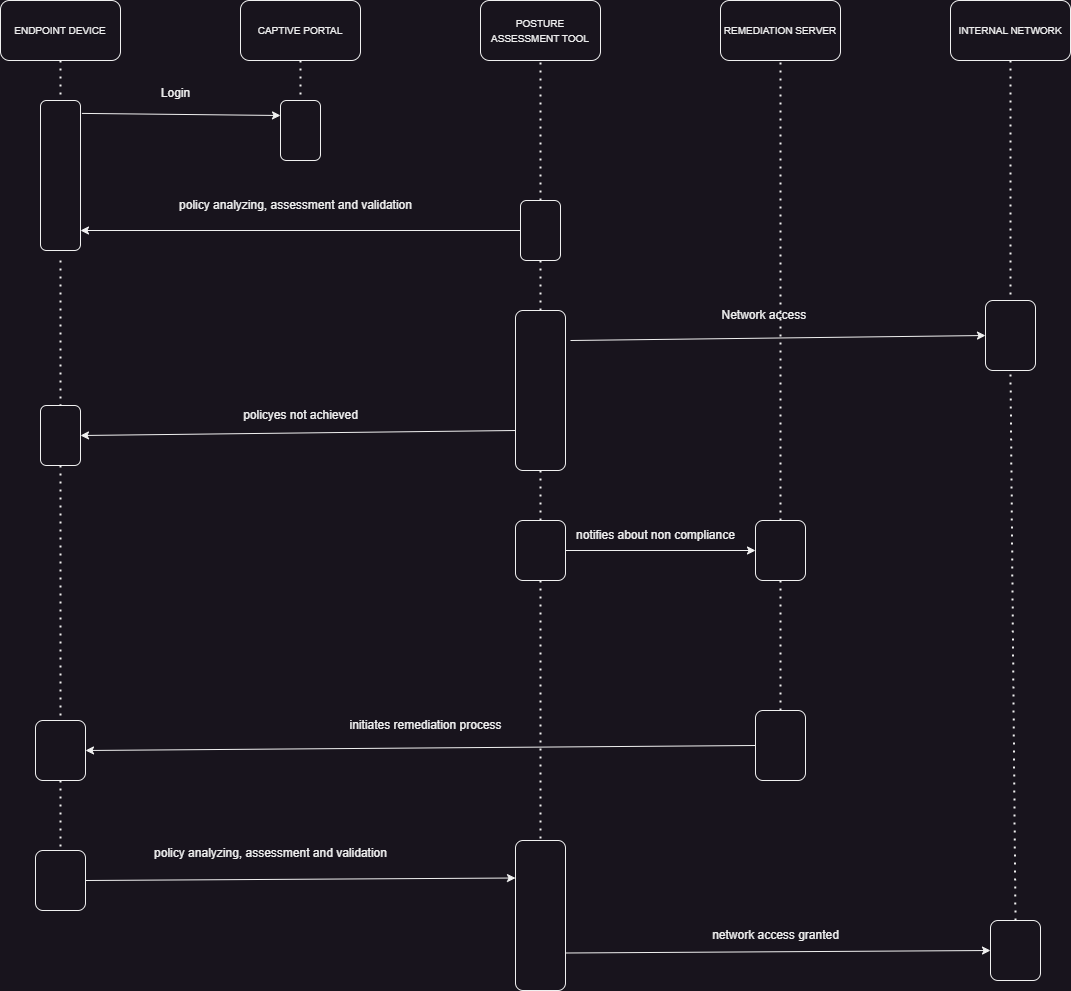 ENDPOINT DEVICE
CAPTIVE PORTAL
POSTURE
ASSESSMENT TOOL
REMEDIATION SERVER
INTERNAL NETWORK
Login
policy analyzing, assessment and validation
Network access
policyes not achieved
notifies about non compliance
initiates remediation process
policy analyzing, assessment and validation
network access granted